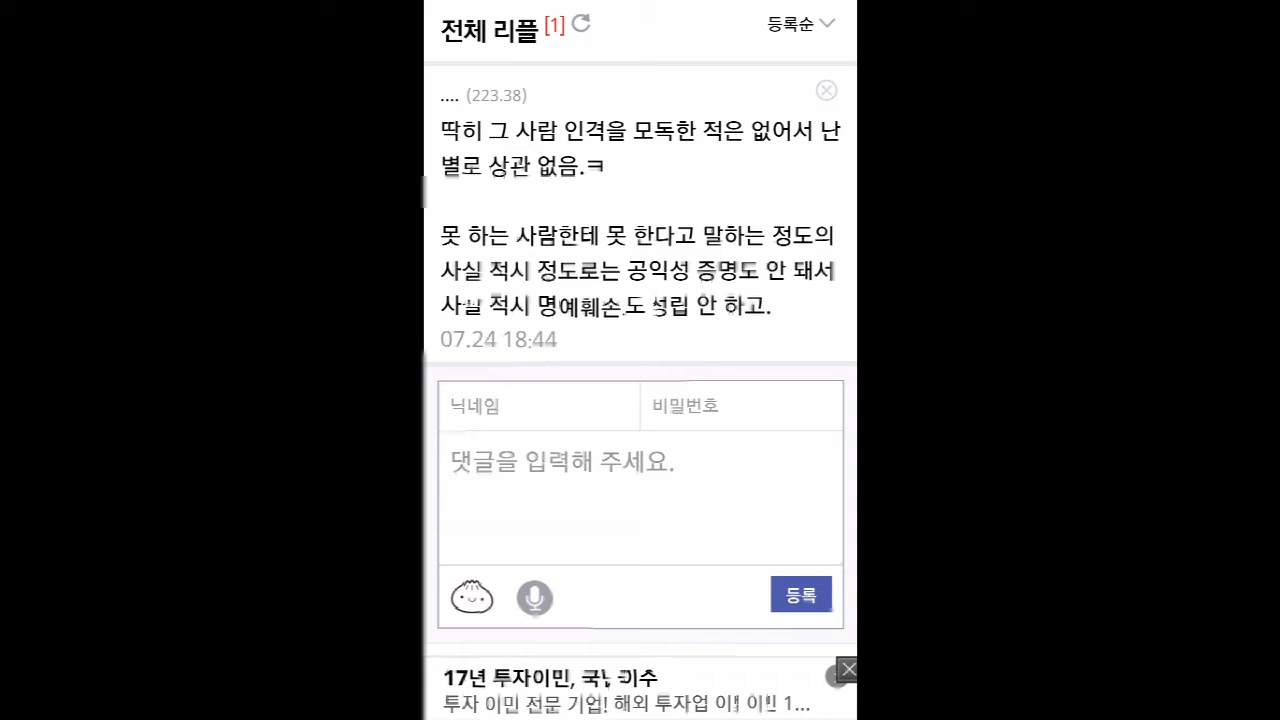 전체 리플 [1]
등록순
.... (223.38)
딱히 그 사람 인격을 모독한 적은 없어서 난
별로 상관 없음.ㅋ
못 하는 사람한테 못 한다고 말하는 정도의
사실 적시 정도로는 공익성 증명도 안 돼서
사실 적시 명예훼손도 성립 안 하고.
07.24 18:44
닉네임
비밀번호
댓글을 입력해 주세요.
등록
17년 투자이민,
투자 이민 전문 기업! 해외 투자업 이민 1...